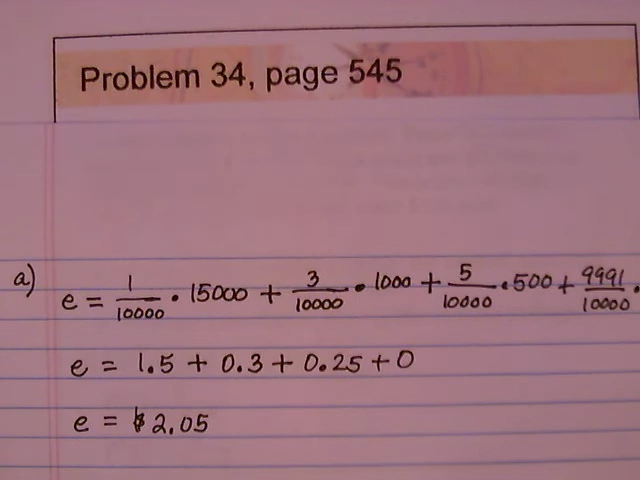 Problem 34, page 545
a) e = 1/10000 · 15000 + 3/10000 · 1000 + 5/10000 · 500 + 9991/10000 ·
e = 1.5 + 0.3 + 0.25 + 0
e = $2.05